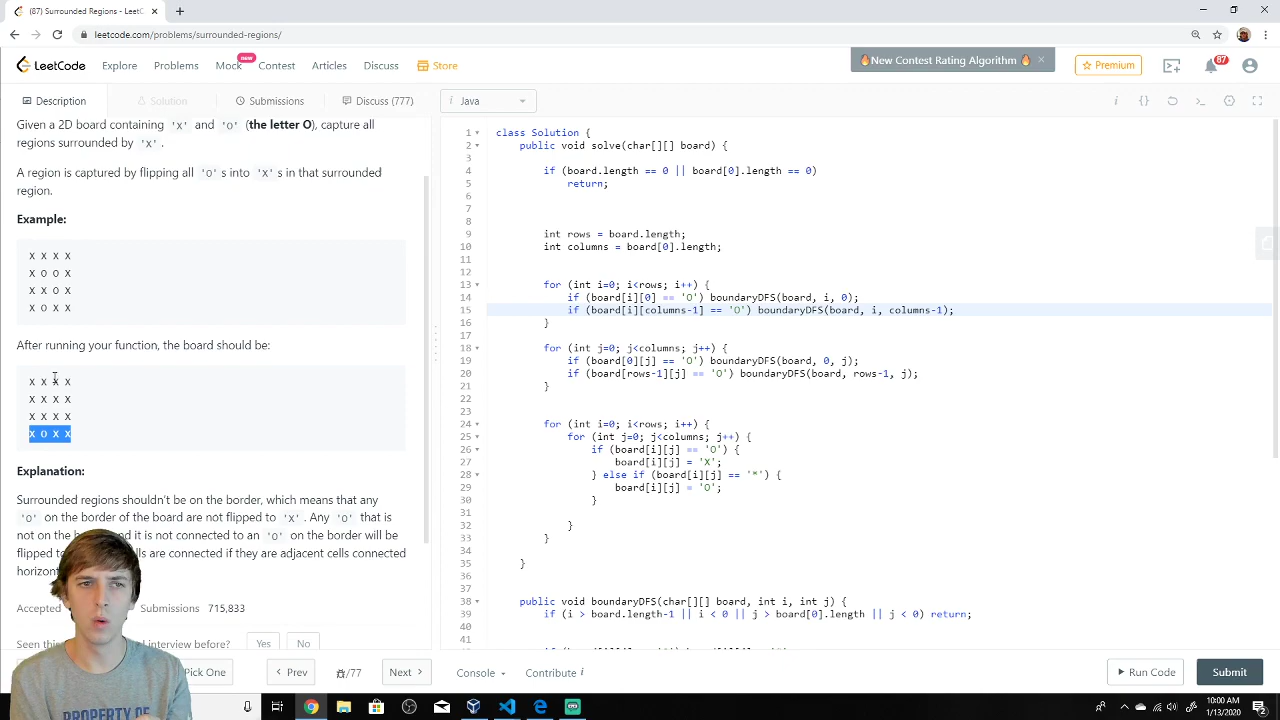 (87) Surrounded Regions - Leet
leetcode.com/problems/surrounded-regions/
LeetCode
Explore
Problems
Mock
new
Contest
Articles
Discuss
Store
🔥New Contest Rating Algorithm 🔥
Premium
87
Description
Solution
Submissions
Discuss (777)
i Java
Given a 2D board containing 'X' and 'O' (the letter O), capture all
regions surrounded by 'X'.
A region is captured by flipping all 'O's into 'X's in that surrounded
region.
Example:
X X X X
X O O X
X X O X
X O X X
After running your function, the board should be:
X X X X
X X X X
X X X X
X O X X
Explanation:
Surrounded regions shouldn't be on the border, which means that any
'O' on the border of the board are not flipped to 'X'. Any 'O' that is
not on the and it is not connected to an 'O' on the border will be
flipped are connected if they are adjacent cells connected
Accepted Submissions 715,833
Seen this interview before? Yes No
Pick One
Prev
/77
Next
1 class Solution {
2 public void solve(char[][] board) {
3
4 if (board.length == 0 || board[0].length == 0)
5 return;
6
7
8
9 int rows = board.length;
10 int columns = board[0].length;
11
12
13 for (int i=0; i<rows; i++) {
14 if (board[i][0] == 'O') boundaryDFS(board, i, 0);
15 if (board[i][columns-1] == 'O') boundaryDFS(board, i, columns-1);
16 }
17
18 for (int j=0; j<columns; j++) {
19 if (board[0][j] == 'O') boundaryDFS(board, 0, j);
20 if (board[rows-1][j] == 'O') boundaryDFS(board, rows-1, j);
21 }
22
23
24 for (int i=0; i<rows; i++) {
25 for (int j=0; j<columns; j++) {
26 if (board[i][j] == 'O') {
27 board[i][j] = 'X';
28 } else if (board[i][j] == '*') {
29 board[i][j] = 'O';
30 }
31
32 }
33 }
34
35 }
36
37
38 public void boundaryDFS(char[][] board, int i, int j) {
39 if (i > board.length-1 || i < 0 || j > board[0].length || j < 0) return;
40
41
Console
Contribute i
Run Code
Submit
PROPERTY OF
10:00 AM
1/13/2020
2